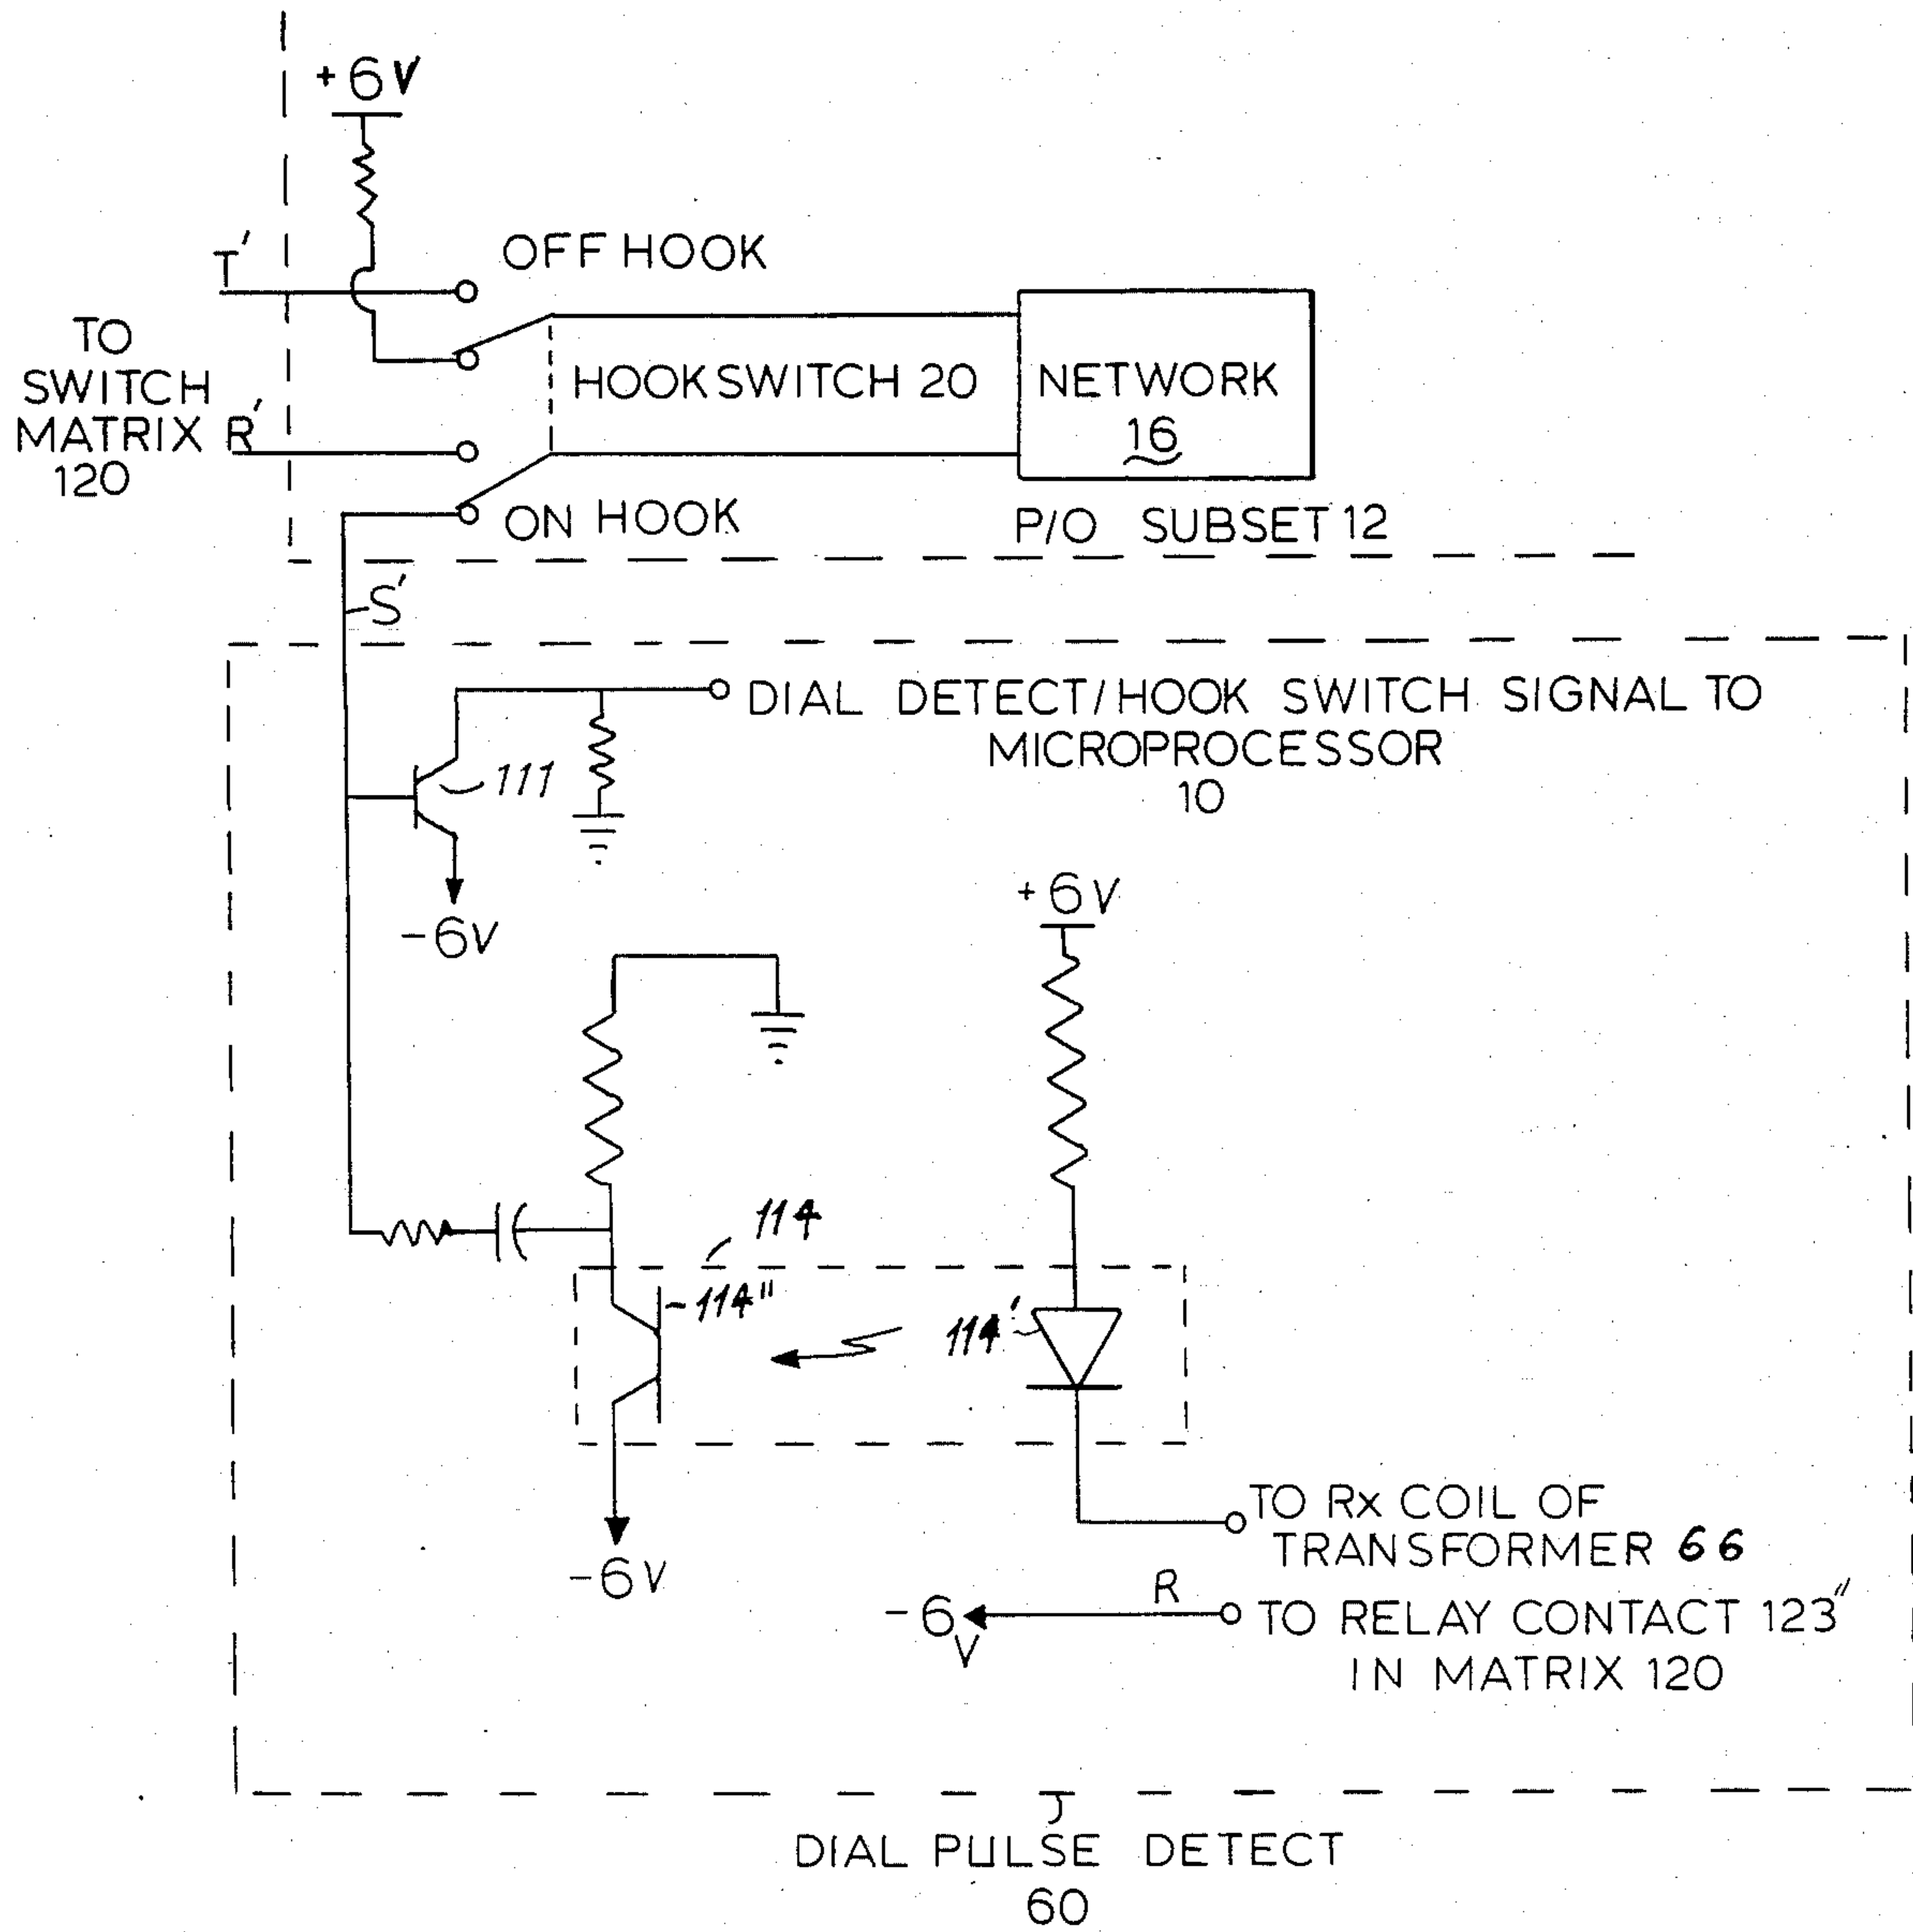 +6V
T'
OFF HOOK
TO
SWITCH
MATRIX R'
120
HOOKSWITCH 20
NETWORK
16
ON HOOK
P/O SUBSET 12
S'
DIAL DETECT/HOOK SWITCH SIGNAL TO
MICROPROCESSOR
10
111
-6V
+6V
114
114"
114'
-6V
TO Rx COIL OF
TRANSFORMER 66
-6V
R
TO RELAY CONTACT 123"
IN MATRIX 120
DIAL PULSE DETECT
60